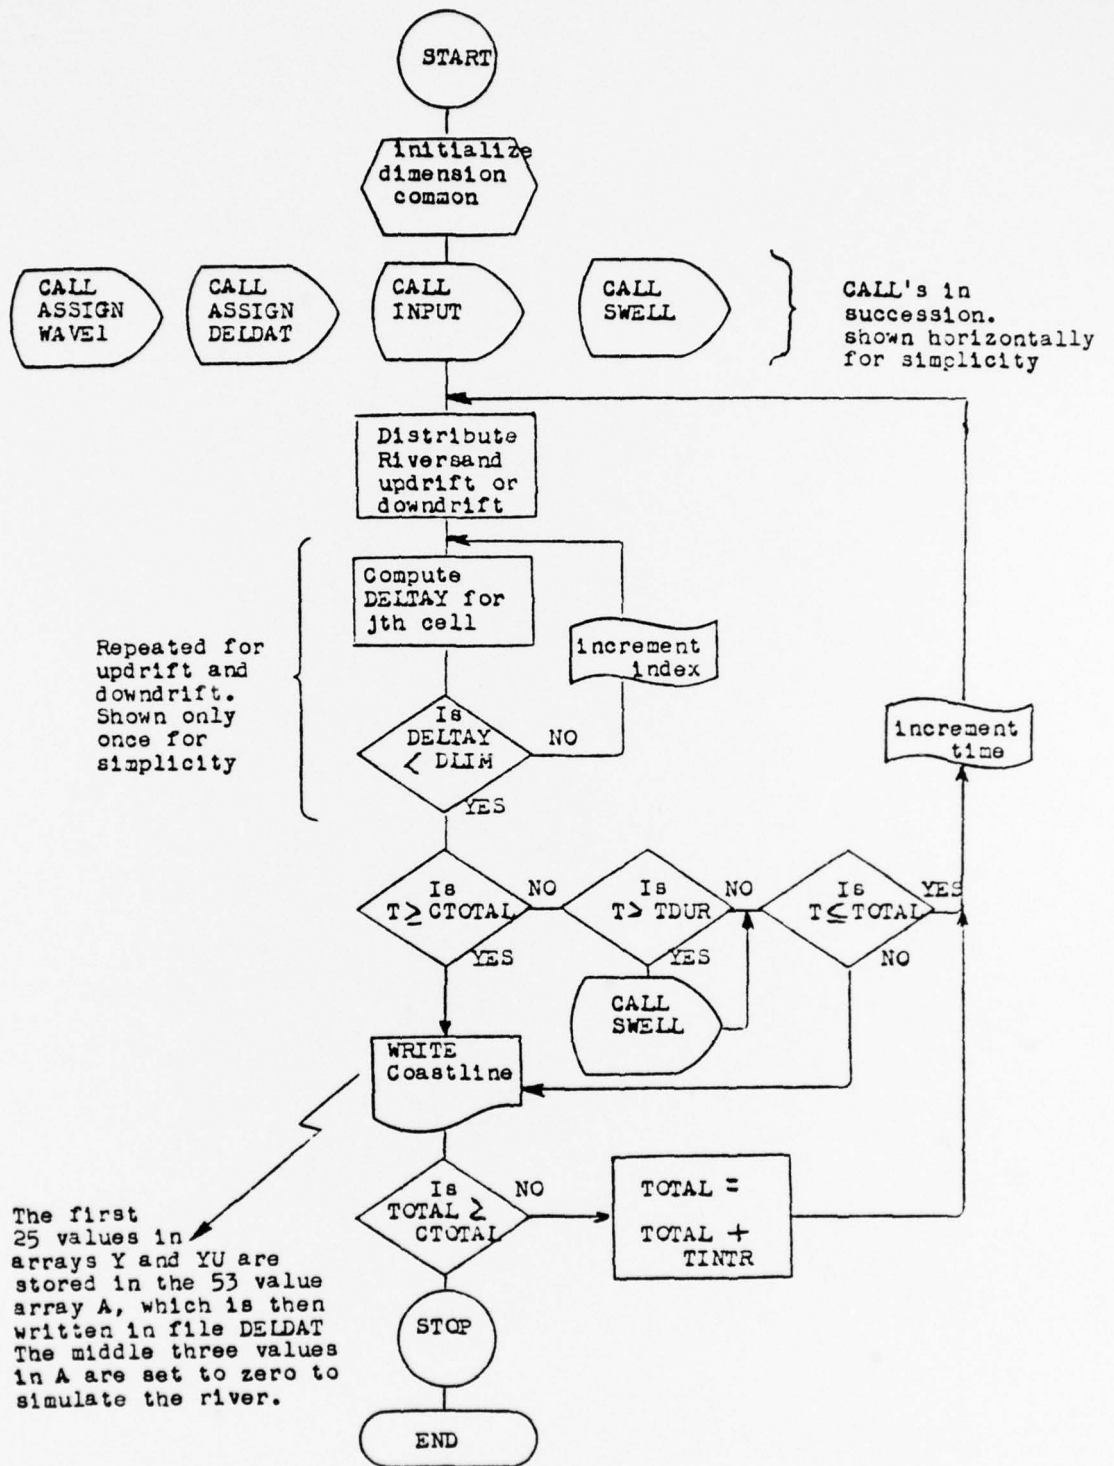 START
initialize
dimension
common
CALL
ASSIGN
WAVE1
CALL
ASSIGN
DELDAT
CALL
INPUT
CALL
SWELL
CALL's in
succession.
shown horizontally
for simplicity
Distribute
Riversand
updrift or
downdrift
Repeated for
updrift and
downdrift.
Shown only
once for
simplicity
Compute
DELTAY for
jth cell
increment
index
Is
DELTAY
< DLIM
NO
YES
increment
time
Is
T ≥ CTOTAL
NO
YES
Is
T > TDUR
NO
YES
Is
T ≤ TOTAL
YES
NO
CALL
SWELL
WRITE
Coastline
Is
TOTAL ≥
CTOTAL
NO
TOTAL =
TOTAL +
TINTR
The first
25 values in
arrays Y and YU are
stored in the 53 value
array A, which is then
written in file DELDAT
The middle three values
in A are set to zero to
simulate the river.
STOP
END